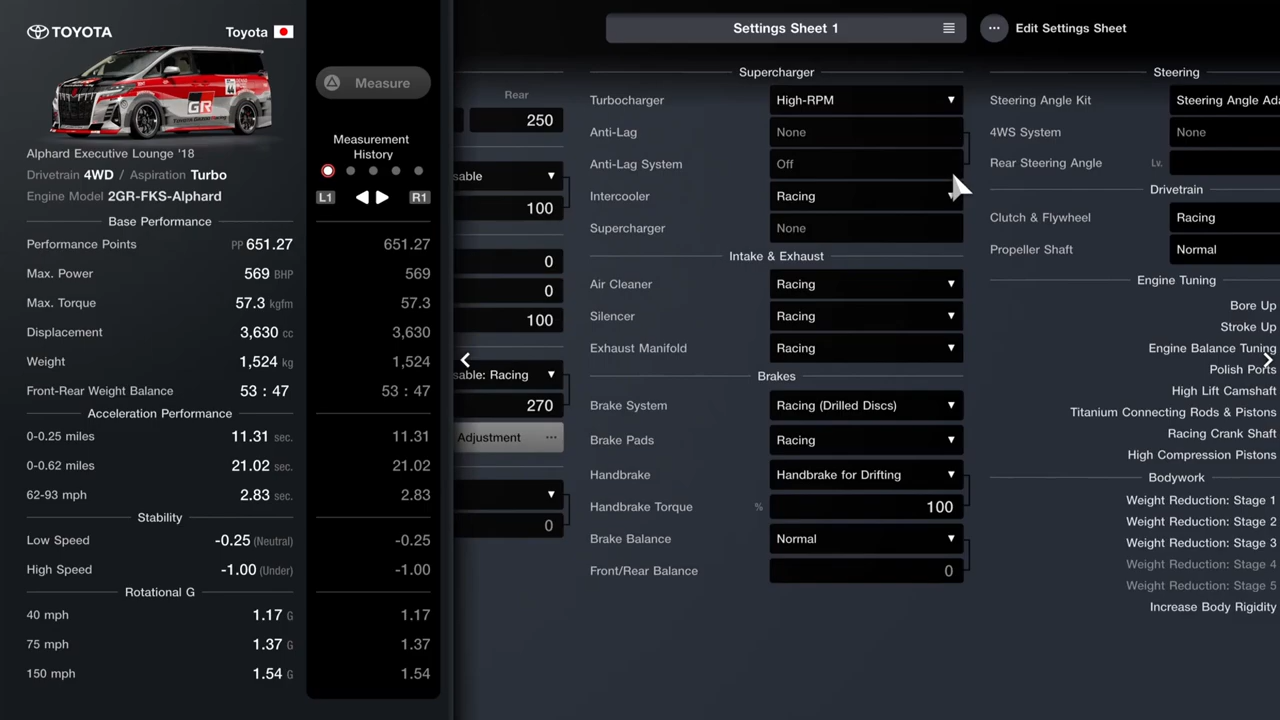 TOYOTA
Toyota
Alphard Executive Lounge '18
Drivetrain 4WD / Aspiration Turbo
Engine Model 2GR-FKS-Alphard
Base Performance
Performance Points PP 651.27
Max. Power 569 BHP
Max. Torque 57.3 kgfm
Displacement 3,630 cc
Weight 1,524 kg
Front-Rear Weight Balance 53 : 47
Acceleration Performance
0-0.25 miles 11.31 sec.
0-0.62 miles 21.02 sec.
62-93 mph 2.83 sec.
Stability
Low Speed -0.25 (Neutral)
High Speed -1.00 (Under)
Rotational G
40 mph 1.17 G
75 mph 1.37 G
150 mph 1.54 G
Measure
Measurement
History
L1 R1
651.27
569
57.3
3,630
1,524
53 : 47
11.31
21.02
2.83
-0.25
-1.00
1.17
1.37
1.54
Settings Sheet 1
Edit Settings Sheet
Rear
250
sable
100
0
0
100
sable: Racing
270
Adjustment
0
Supercharger
Turbocharger High-RPM
Anti-Lag None
Anti-Lag System Off
Intercooler Racing
Supercharger None
Intake & Exhaust
Air Cleaner Racing
Silencer Racing
Exhaust Manifold Racing
Brakes
Brake System Racing (Drilled Discs)
Brake Pads Racing
Handbrake Handbrake for Drifting
Handbrake Torque % 100
Brake Balance Normal
Front/Rear Balance 0
Steering
Steering Angle Kit Steering Angle Ada
4WS System None
Rear Steering Angle Lv.
Drivetrain
Clutch & Flywheel Racing
Propeller Shaft Normal
Engine Tuning
Bore Up
Stroke Up
Engine Balance Tuning
Polish Ports
High Lift Camshaft
Titanium Connecting Rods & Pistons
Racing Crank Shaft
High Compression Pistons
Bodywork
Weight Reduction: Stage 1
Weight Reduction: Stage 2
Weight Reduction: Stage 3
Weight Reduction: Stage 4
Weight Reduction: Stage 5
Increase Body Rigidity
GR